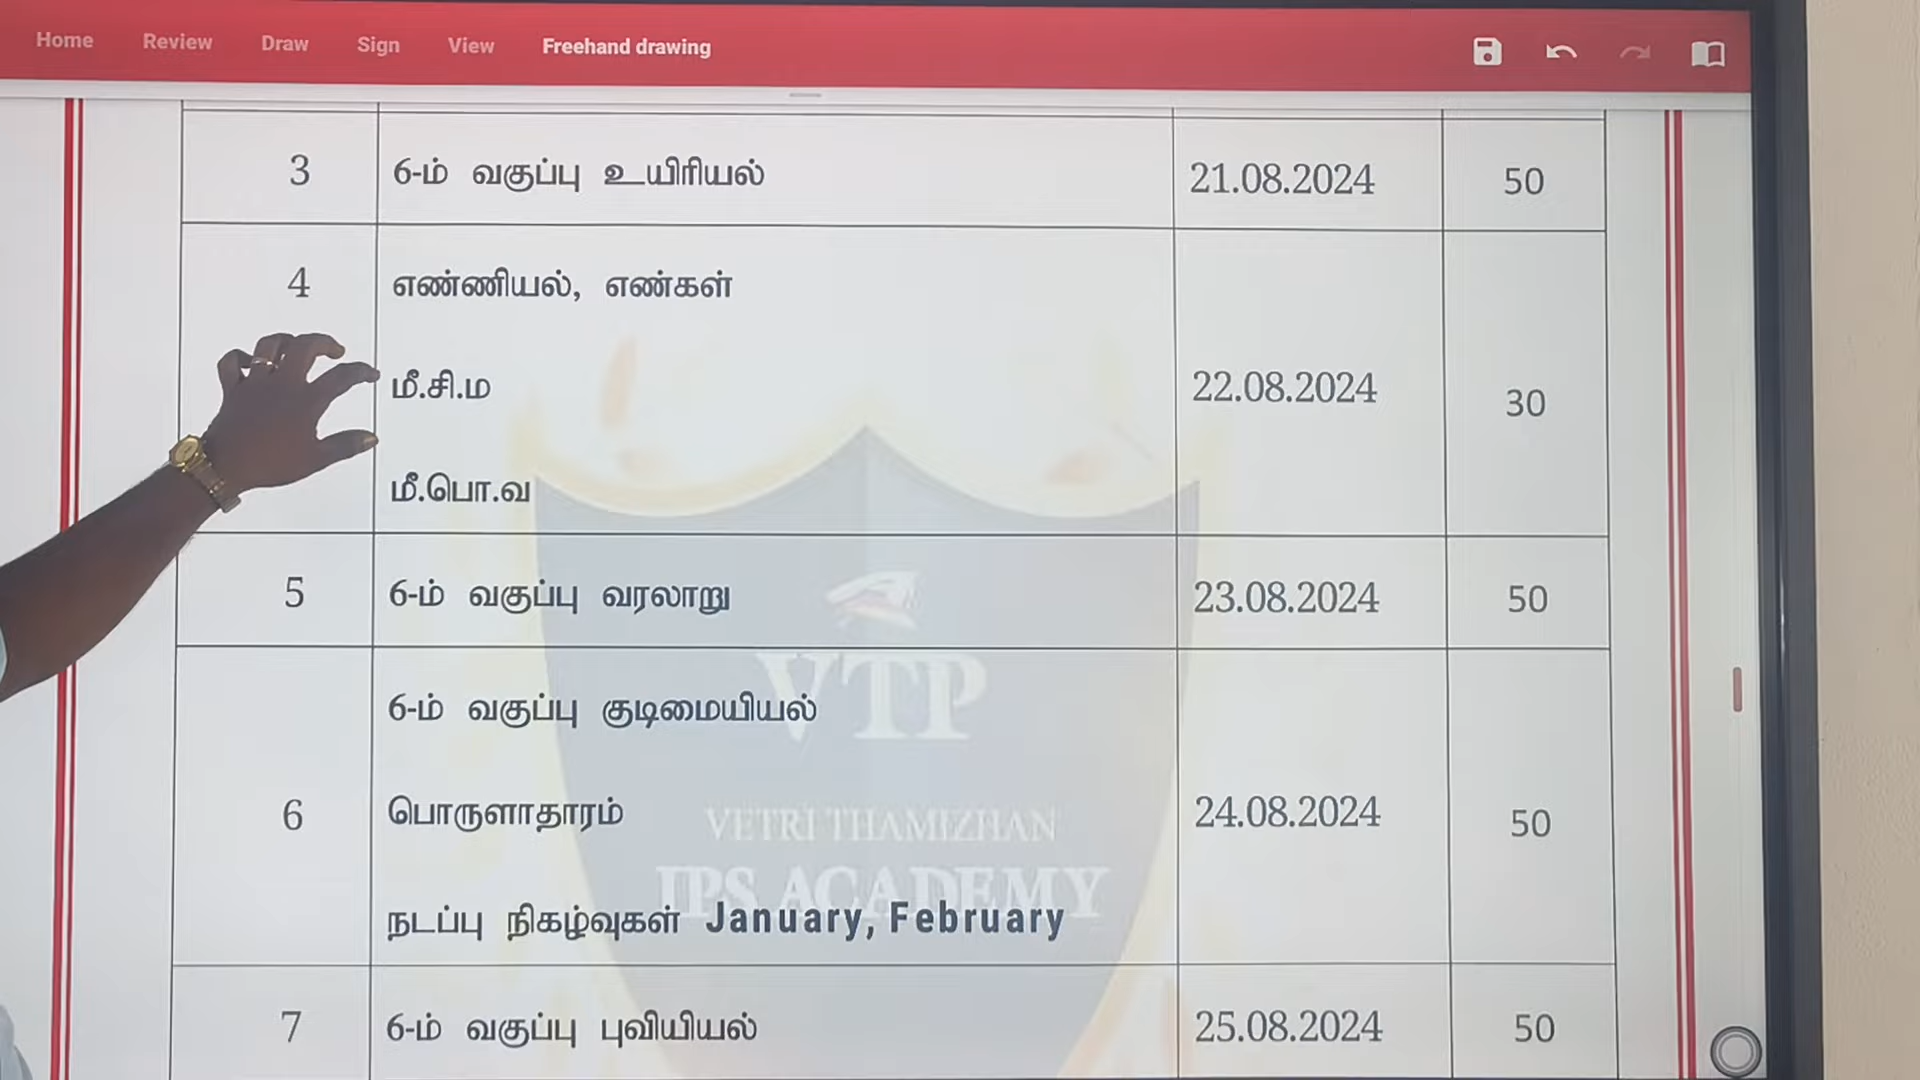 Home Review Draw Sign View Freehand drawing
3 6-ம் வகுப்பு உயிரியல் 21.08.2024 50
4 எண்ணியல், எண்கள்
மீ.சி.ம 22.08.2024 30
மீ.பொ.வ
5 6-ம் வகுப்பு வரலாறு 23.08.2024 50
6-ம் வகுப்பு குடிமையியல்
6 பொருளாதாரம் 24.08.2024 50
நடப்பு நிகழ்வுகள் January, February
7 6-ம் வகுப்பு புவியியல் 25.08.2024 50
VTP
VETRI THAMIZHAN
IPS ACADEMY